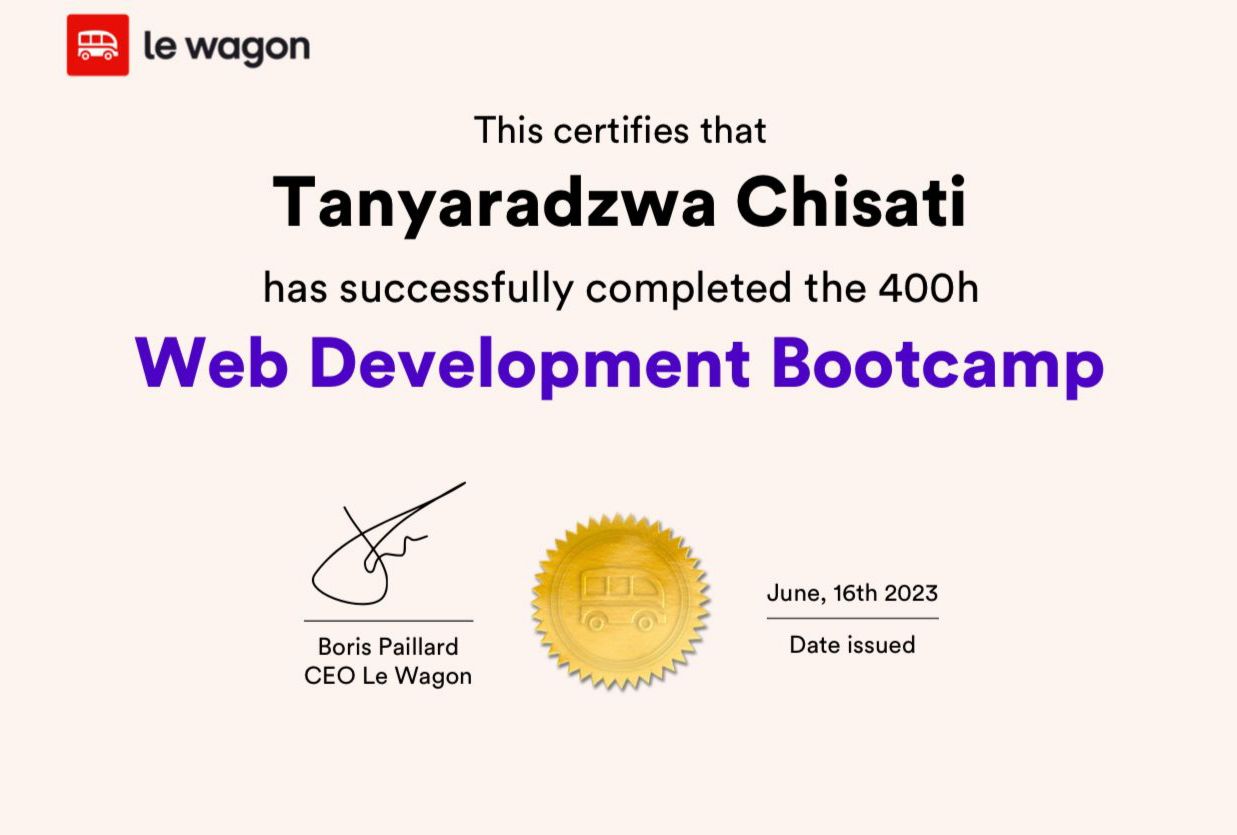 le wagon
This certifies that
Tanyaradzwa Chisati
has successfully completed the 400h
Web Development Bootcamp
June, 16th 2023
Boris Paillard
Date issued
CEO Le Wagon